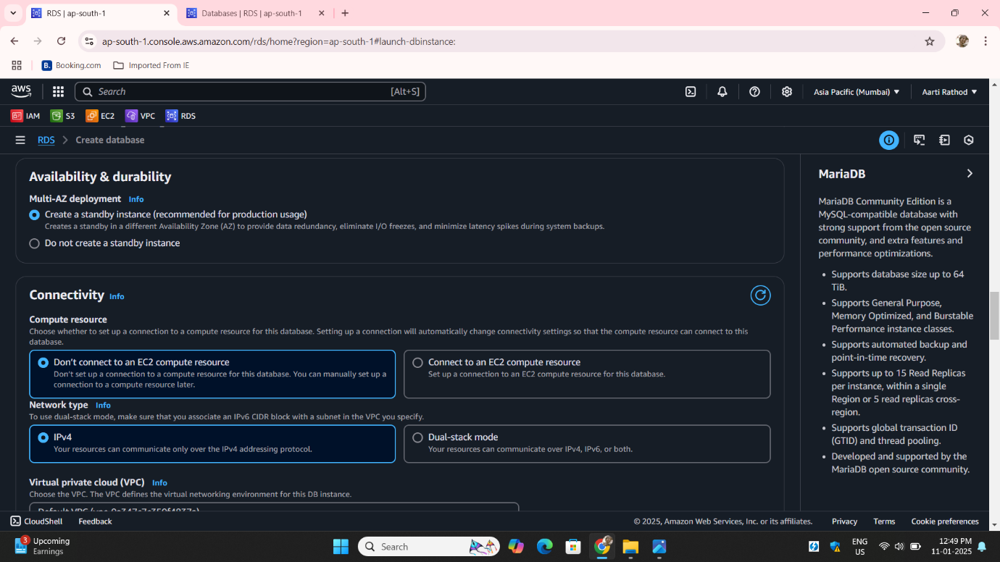 RDS | ap-south-1
Databases | RDS | ap-south-1
ap-south-1.console.aws.amazon.com/rds/home?region=ap-south-1#launch-dbinstance:
B. Booking.com
Imported From IE
aws
Search
[Alt+S]
Asia Pacific (Mumbai)
Aarti Rathod
IAM
S3
EC2
VPC
RDS
RDS
Create database
Availability & durability
Multi-AZ deployment Info
Create a standby instance (recommended for production usage)
Creates a standby in a different Availability Zone (AZ) to provide data redundancy, eliminate I/O freezes, and minimize latency spikes during system backups.
Do not create a standby instance
Connectivity Info
Compute resource
Choose whether to set up a connection to a compute resource for this database. Setting up a connection will automatically change connectivity settings so that the compute resource can connect to this
database.
Don't connect to an EC2 compute resource
Don't set up a connection to a compute resource for this database. You can manually set up a
connection to a compute resource later.
Connect to an EC2 compute resource
Set up a connection to an EC2 compute resource for this database.
Network type Info
To use dual-stack mode, make sure that you associate an IPv6 CIDR block with a subnet in the VPC you specify.
IPv4
Your resources can communicate only over the IPv4 addressing protocol.
Dual-stack mode
Your resources can communicate over IPv4, IPv6, or both.
Virtual private cloud (VPC) Info
Choose the VPC. The VPC defines the virtual networking environment for this DB instance.
Default VPC
MariaDB
MariaDB Community Edition is a
MySQL-compatible database with
strong support from the open source
community, and extra features and
performance optimizations.
• Supports database size up to 64
TiB.
• Supports General Purpose,
Memory Optimized, and Burstable
Performance instance classes.
• Supports automated backup and
point-in-time recovery.
• Supports up to 15 Read Replicas
per instance, within a single
Region or 5 read replicas cross-
region.
• Supports global transaction ID
(GTID) and thread pooling.
• Developed and supported by the
MariaDB open source community.
CloudShell
Feedback
© 2025, Amazon Web Services, Inc. or its affiliates.
Privacy
Terms
Cookie preferences
3
Upcoming
Earnings
Search
ENG
US
12:49 PM
11-01-2025